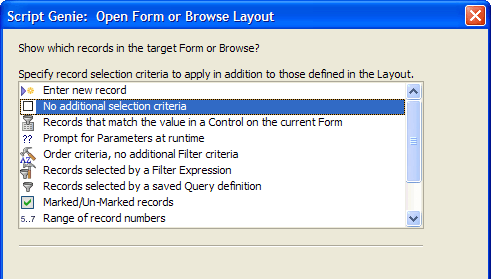 Script Genie: Open Form or Browse Layout
Show which records in the target Form or Browse?
Specify record selection criteria to apply in addition to those defined in the Layout.
Enter new record
No additional selection criteria
Records that match the value in a Control on the current Form
?? Prompt for Parameters at runtime
AZ Order criteria, no additional Filter criteria
Records selected by a Filter Expression
Records selected by a saved Query definition
Marked/Un-Marked records
5..7 Range of record numbers